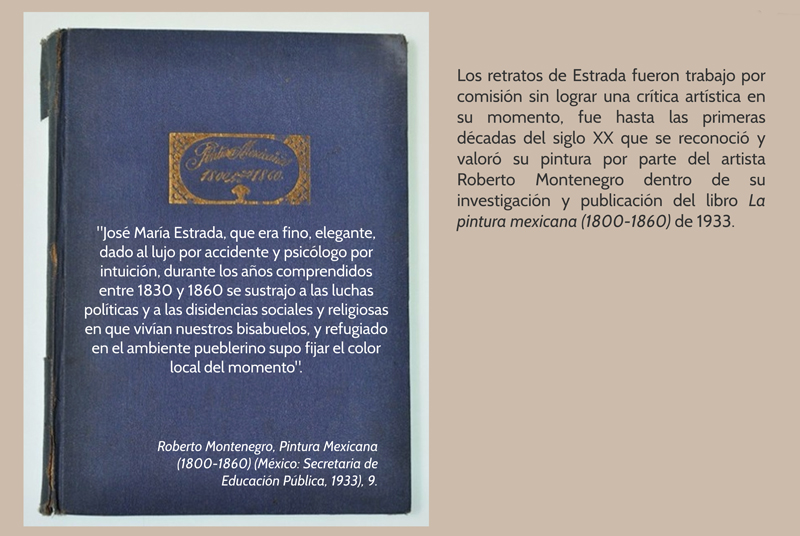 Pintura Mexicana
1800 1860.
"José María Estrada, que era fino, elegante,
dado al lujo por accidente y psicólogo por
intuición, durante los años comprendidos
entre 1830 y 1860 se sustrajo a las luchas
políticas y a las disidencias sociales y religiosas
en que vivían nuestros bisabuelos, y refugiado
en el ambiente pueblerino supo fijar el color
local del momento".
Roberto Montenegro, Pintura Mexicana
(1800-1860) (México: Secretaria de
Educación Pública, 1933), 9.
Los retratos de Estrada fueron trabajo por
comisión sin lograr una crítica artística en
su momento, fue hasta las primeras
décadas del siglo XX que se reconoció y
valoró su pintura por parte del artista
Roberto Montenegro dentro de su
investigación y publicación del libro La
pintura mexicana (1800-1860) de 1933.